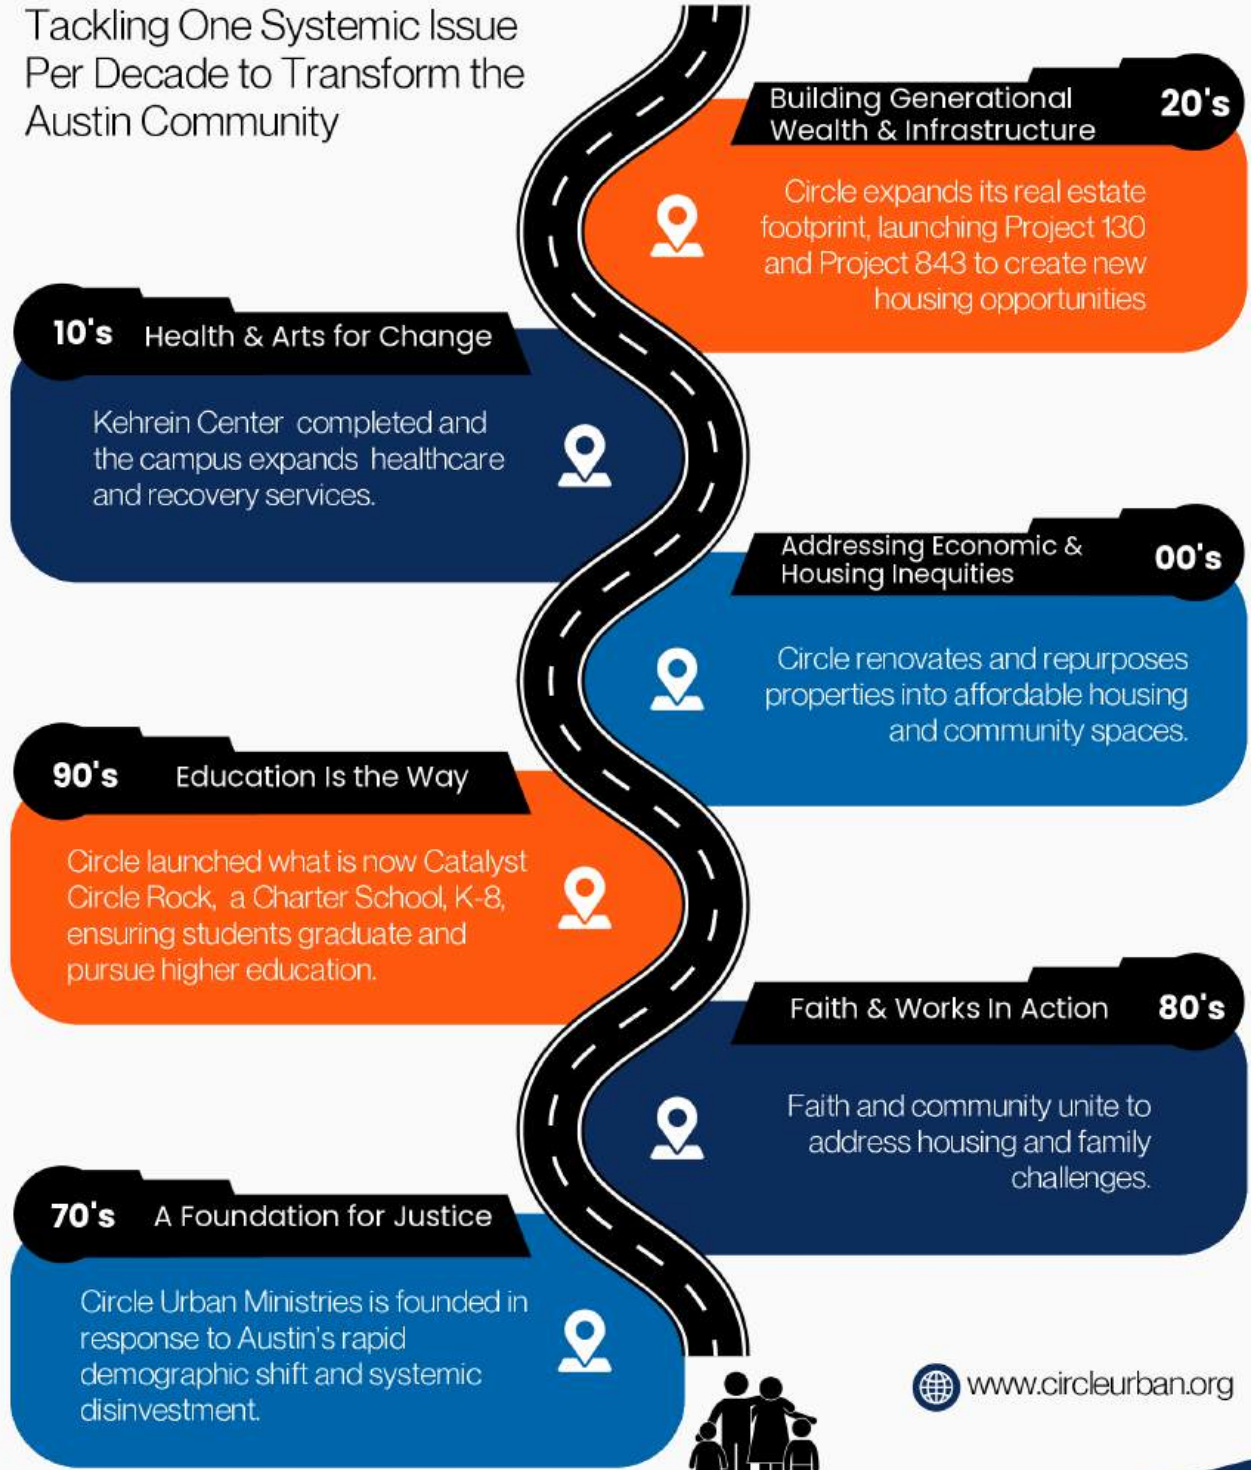 Tackling One Systemic Issue
Per Decade to Transform the
Austin Community
Building Generational
Wealth & Infrastructure
20's
Circle expands its real estate
footprint, launching Project 130
and Project 843 to create new
housing opportunities
10's
Health & Arts for Change
Kehrein Center completed and
the campus expands healthcare
and recovery services.
Addressing Economic &
Housing Inequities
00's
Circle renovates and repurposes
properties into affordable housing
and community spaces.
90's
Education Is the Way
Circle launched what is now Catalyst
Circle Rock, a Charter School, K-8,
ensuring students graduate and
pursue higher education.
Faith & Works In Action
80's
Faith and community unite to
address housing and family
challenges.
70's
A Foundation for Justice
Circle Urban Ministries is founded in
response to Austin's rapid
demographic shift and systemic
disinvestment.
www.circleurban.org